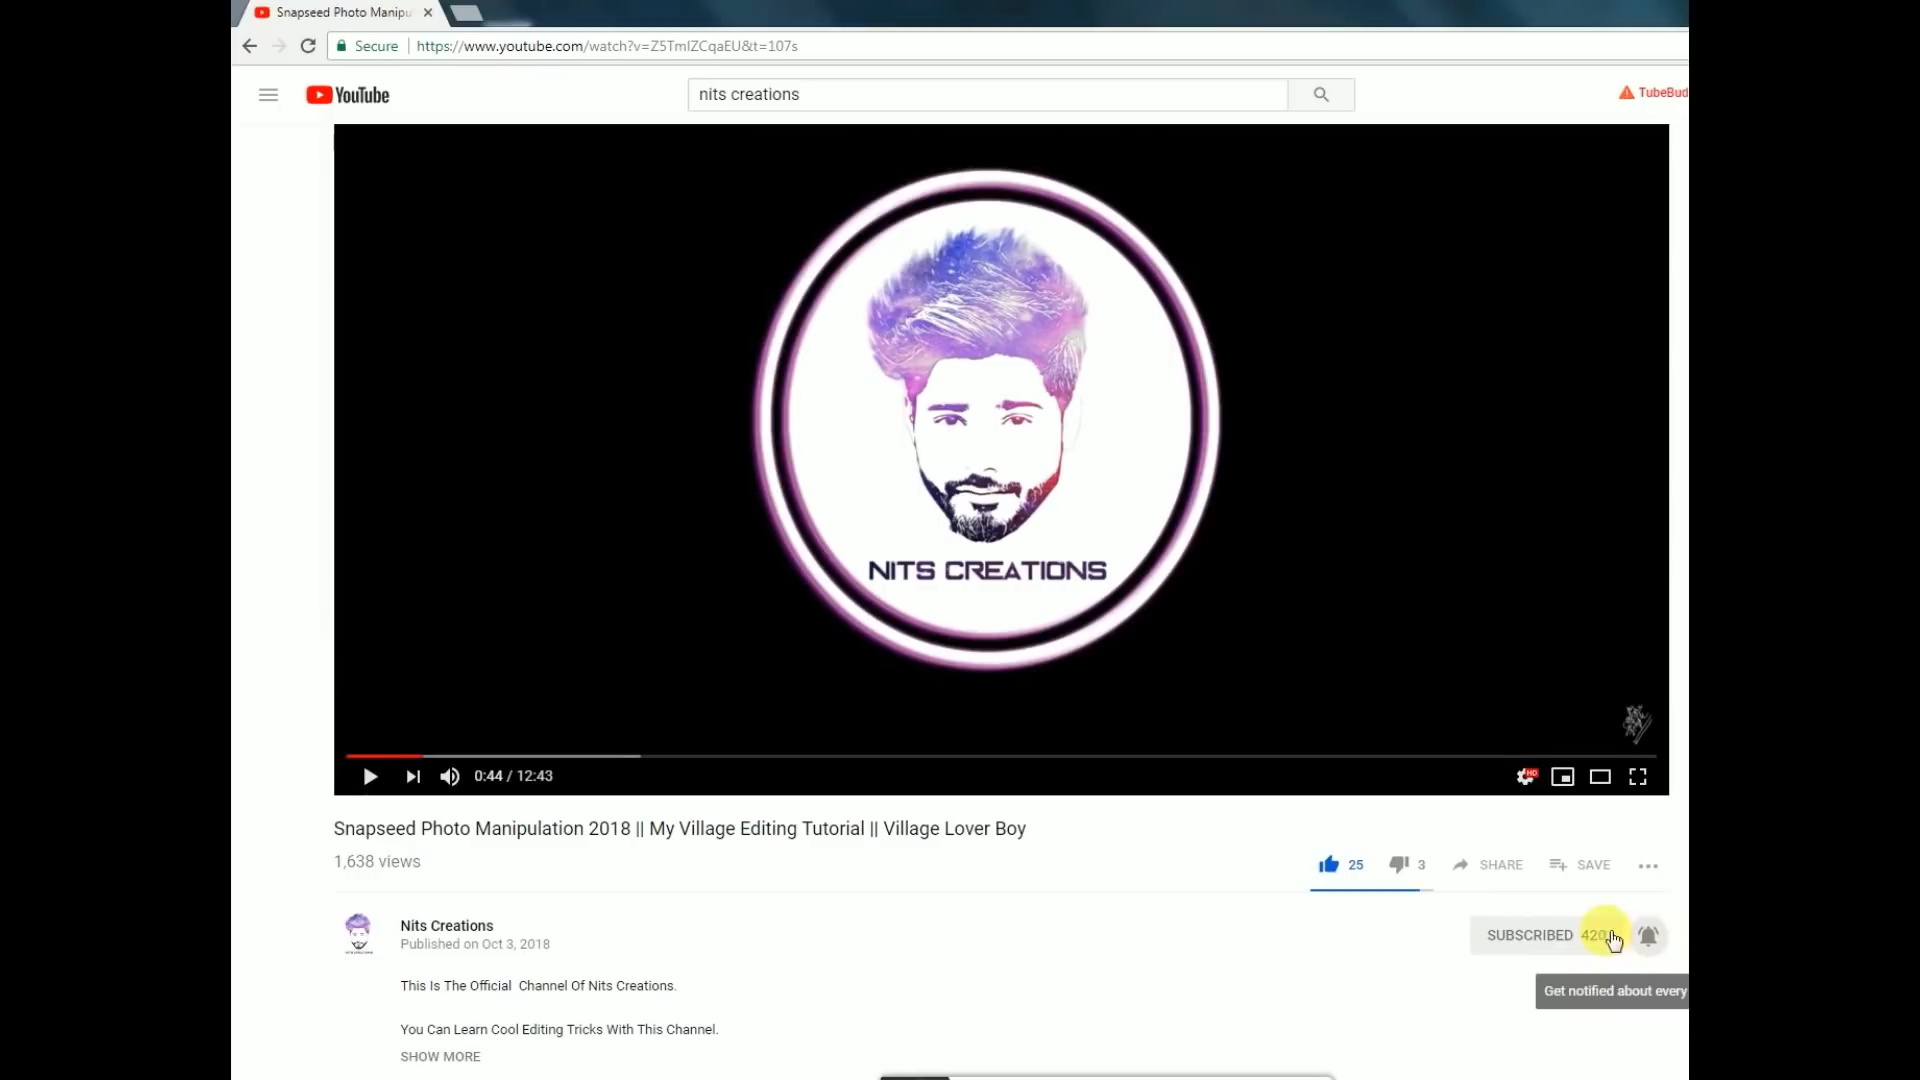 Snapseed Photo Manipu
Secure
https://www.youtube.com/watch?v=Z5TmlZCqaEU&t=107s
YouTube
nits creations
TubeBud
NITS CREATIONS
0:44 / 12:43
HD
Snapseed Photo Manipulation 2018 || My Village Editing Tutorial || Village Lover Boy
1,638 views
25
3
SHARE
SAVE
Nits Creations
Published on Oct 3, 2018
SUBSCRIBED 420
Get notified about every
This Is The Official Channel Of Nits Creations.
You Can Learn Cool Editing Tricks With This Channel.
SHOW MORE